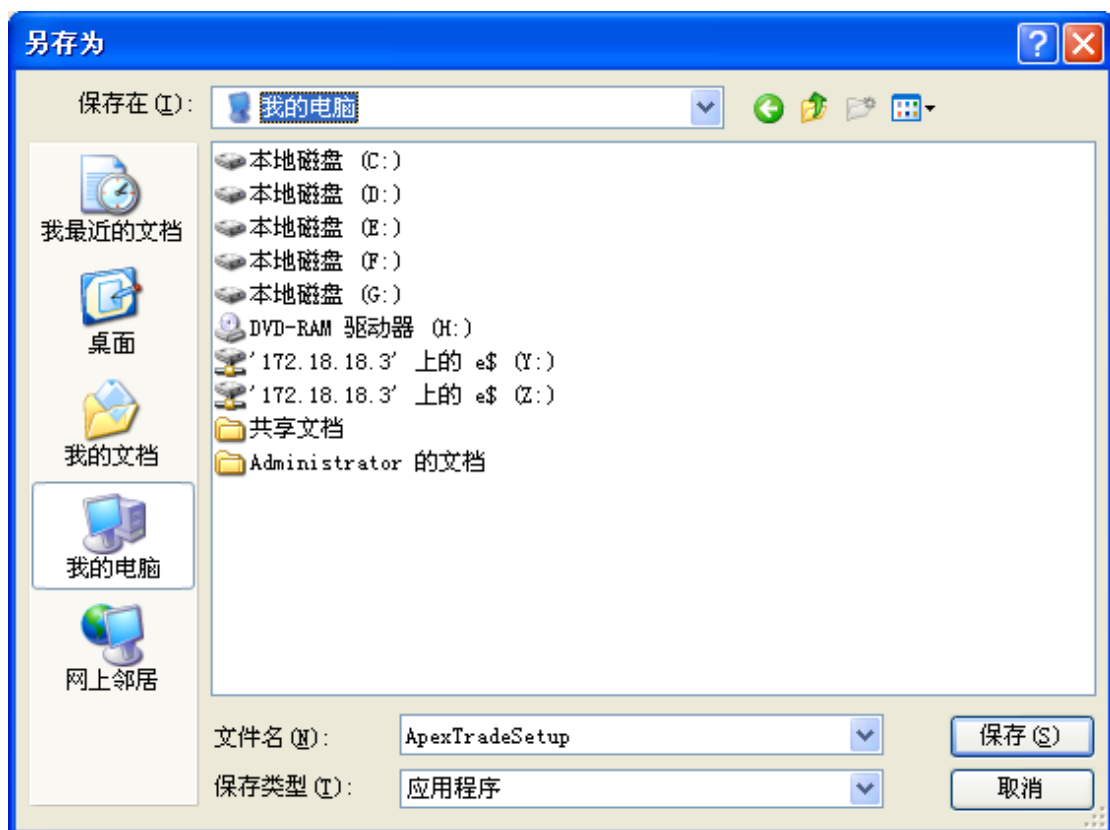 另存为
保存在(I):
我的电脑
我最近的文档
桌面
我的文档
我的电脑
网上邻居
本地磁盘 (C:)
本地磁盘 (D:)
本地磁盘 (E:)
本地磁盘 (F:)
本地磁盘 (G:)
DVD-RAM 驱动器 (H:)
'172.18.18.3' 上的 e$ (Y:)
'172.18.18.3' 上的 e$ (Z:)
共享文档
Administrator 的文档
文件名(N):
ApexTradeSetup
保存(S)
保存类型(T):
应用程序
取消